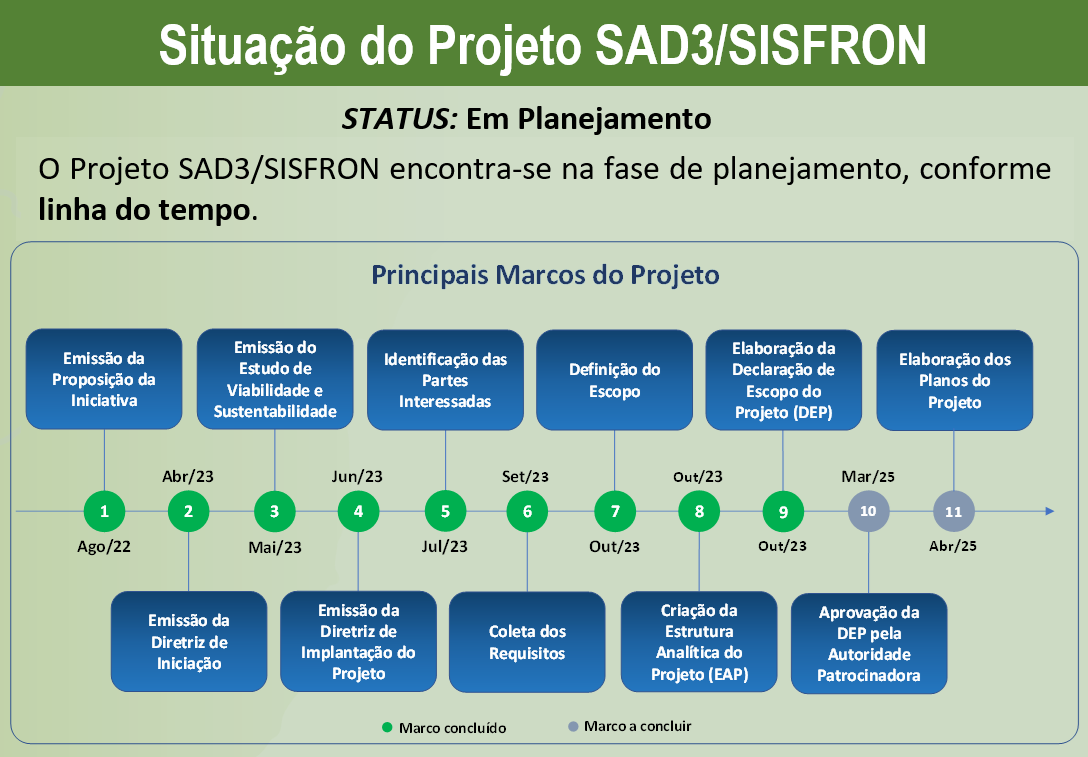 Situação do Projeto SAD3/SISFRON
STATUS: Em Planejamento
O Projeto SAD3/SISFRON encontra-se na fase de planejamento, conforme
linha do tempo.
Principais Marcos do Projeto
Emissão da
Proposição da
Iniciativa
Emissão do
Estudo de
Viabilidade e
Sustentabilidade
Identificação das
Partes
Interessadas
Definição do
Escopo
Elaboração da
Declaração de
Escopo do
Projeto (DEP)
Elaboração dos
Planos do
Projeto
Abr/23
Jun/23
Set/23
Out/23
Mar/25
1
2
3
4
5
6
7
8
9
10
11
Ago/22
Mai/23
Jul/23
Out/23
Out/23
Abr/25
Emissão da
Diretriz de
Iniciação
Emissão da
Diretriz de
Implantação do
Projeto
Coleta dos
Requisitos
Criação da
Estrutura
Analítica do
Projeto (EAP)
Aprovação da
DEP pela
Autoridade
Patrocinadora
Marco concluído
Marco a concluir